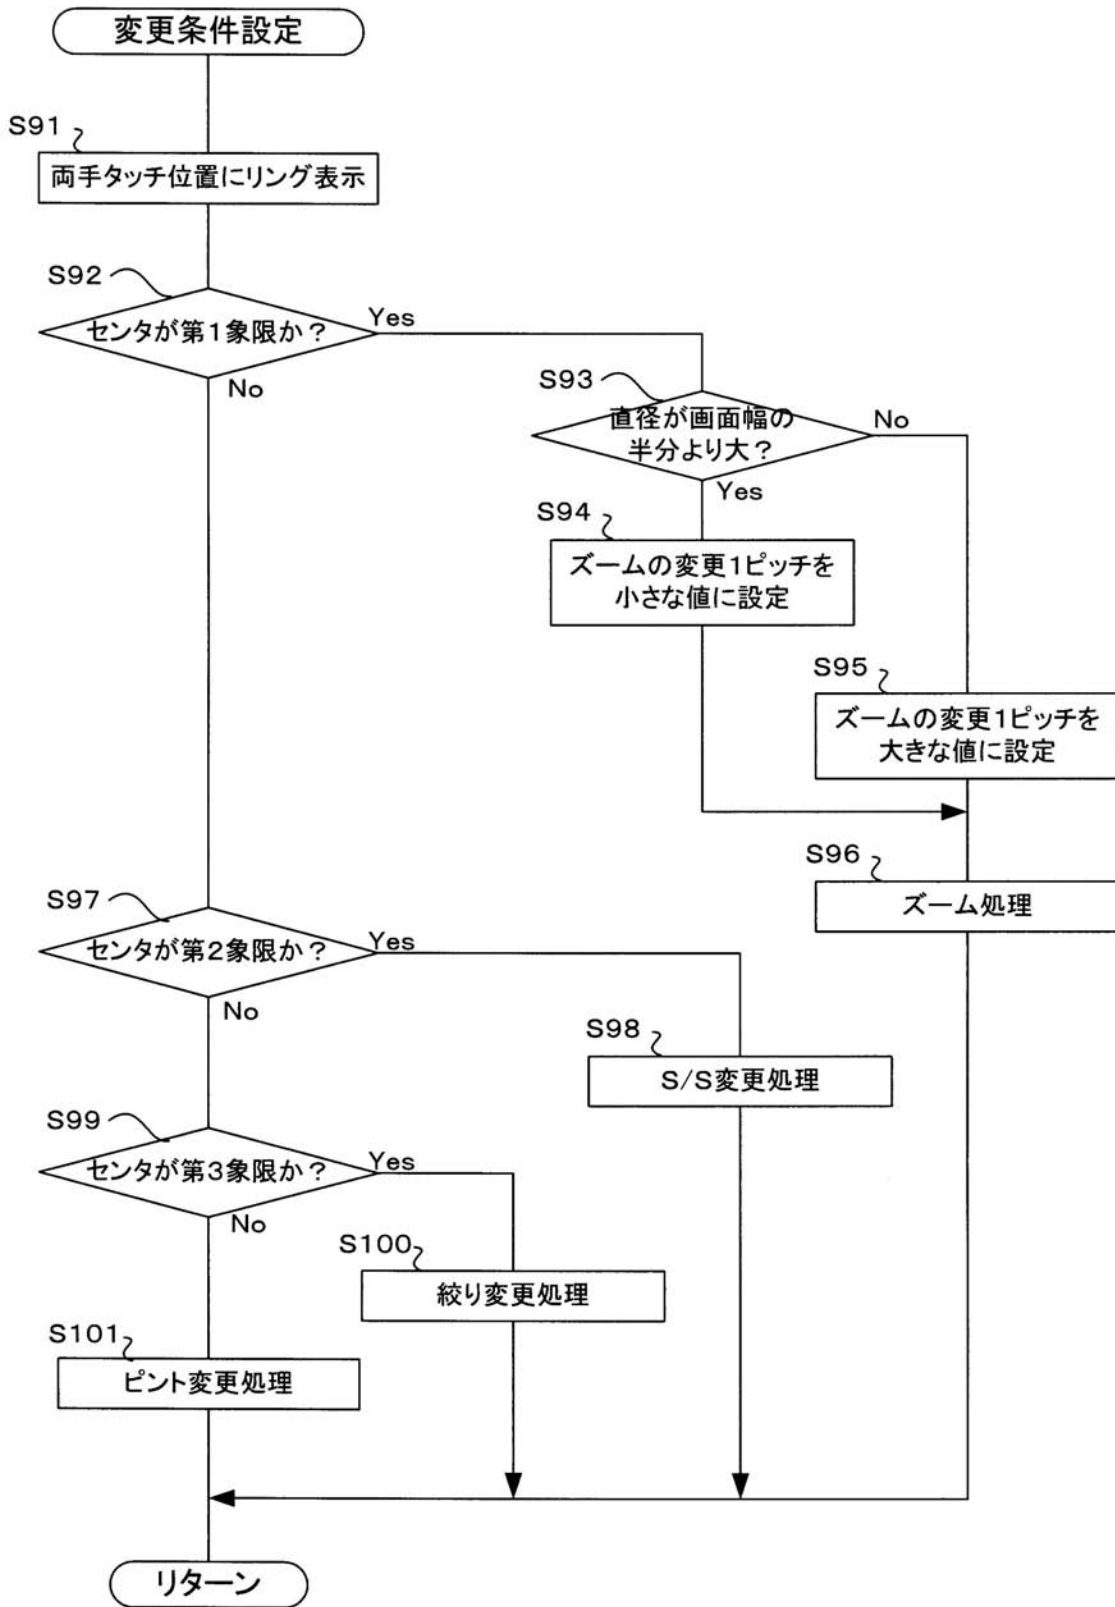 変更条件設定
S91
両手タッチ位置にリング表示
S92
センタが第1象限か?
Yes
No
S93
直径が画面幅の
半分より大?
No
Yes
S94
ズームの変更1ピッチを
小さな値に設定
S95
ズームの変更1ピッチを
大きな値に設定
S96
ズーム処理
S97
センタが第2象限か?
Yes
No
S98
S/S変更処理
S99
センタが第3象限か?
Yes
No
S100
絞り変更処理
S101
ピント変更処理
リターン